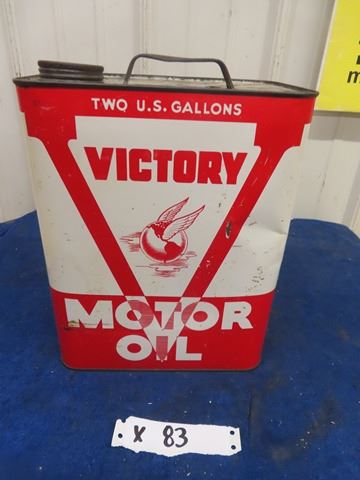 TWO U.S. GALLONS
VICTORY
MOTOR
OIL
X 83